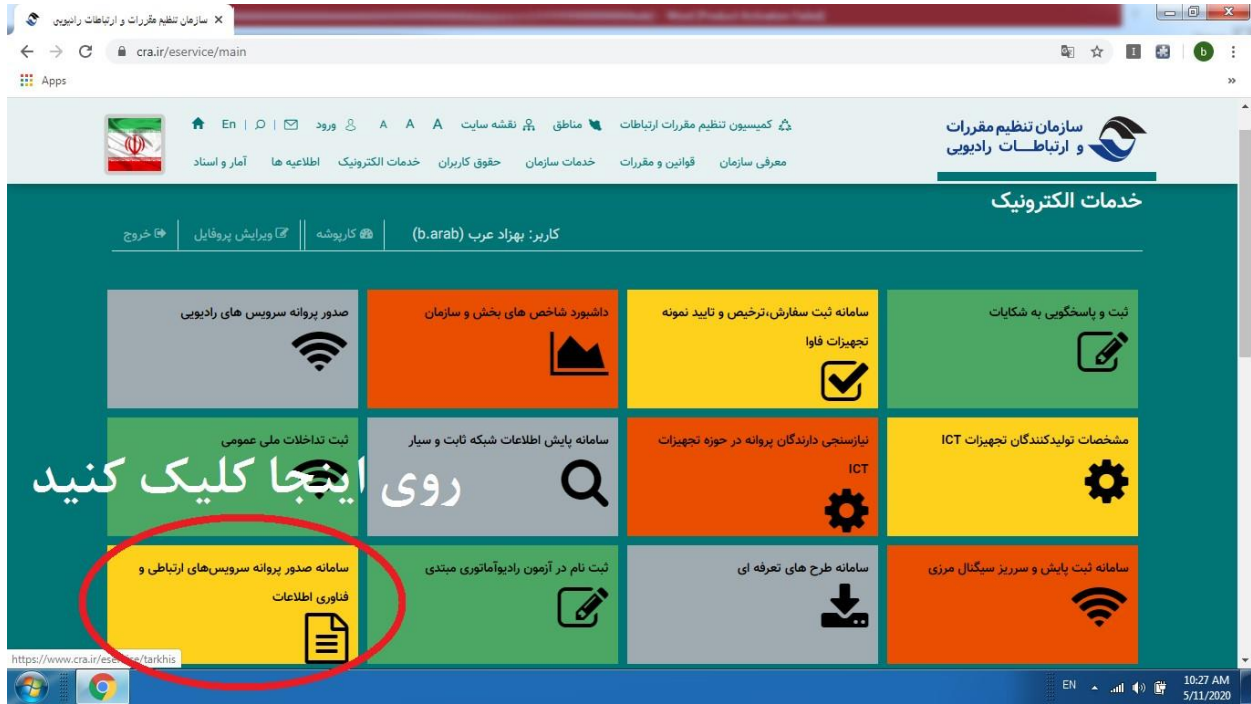 سازمان تنظیم مقررات و ارتباطات رادیویی
cra.ir/eservice/main
b
Apps
»
سازمان تنظیم مقررات
و ارتباطـــات رادیویی
کمیسیون تنظیم مقررات ارتباطات
مناطق
نقشه سایت
A A A
ورود
En
معرفی سازمان
قوانین و مقررات
خدمات سازمان
حقوق کاربران
خدمات الکترونیک
اطلاعیه ها
آمار و اسناد
خدمات الکترونیک
کاربر: بهزاد عرب (b.arab)
کارپوشه
ویرایش پروفایل
خروج
ثبت و پاسخگویی به شکایات
سامانه ثبت سفارش،ترخیص و تایید نمونه
تجهیزات فاوا
داشبورد شاخص های بخش و سازمان
صدور پروانه سرویس های رادیویی
مشخصات تولیدکنندگان تجهیزات ICT
نیازسنجی دارندگان پروانه در حوزه تجهیزات
ICT
سامانه پایش اطلاعات شبکه ثابت و سیار
ثبت تداخلات ملی عمومی
روی اینجا کلیک کنید
سامانه ثبت پایش و سرریز سیگنال مرزی
سامانه طرح های تعرفه ای
ثبت نام در آزمون رادیوآماتوری مبتدی
سامانه صدور پروانه سرویس‌های ارتباطی و
فناوری اطلاعات
https://www.cra.ir/eservice/tarkhis
EN
10:27 AM
5/11/2020